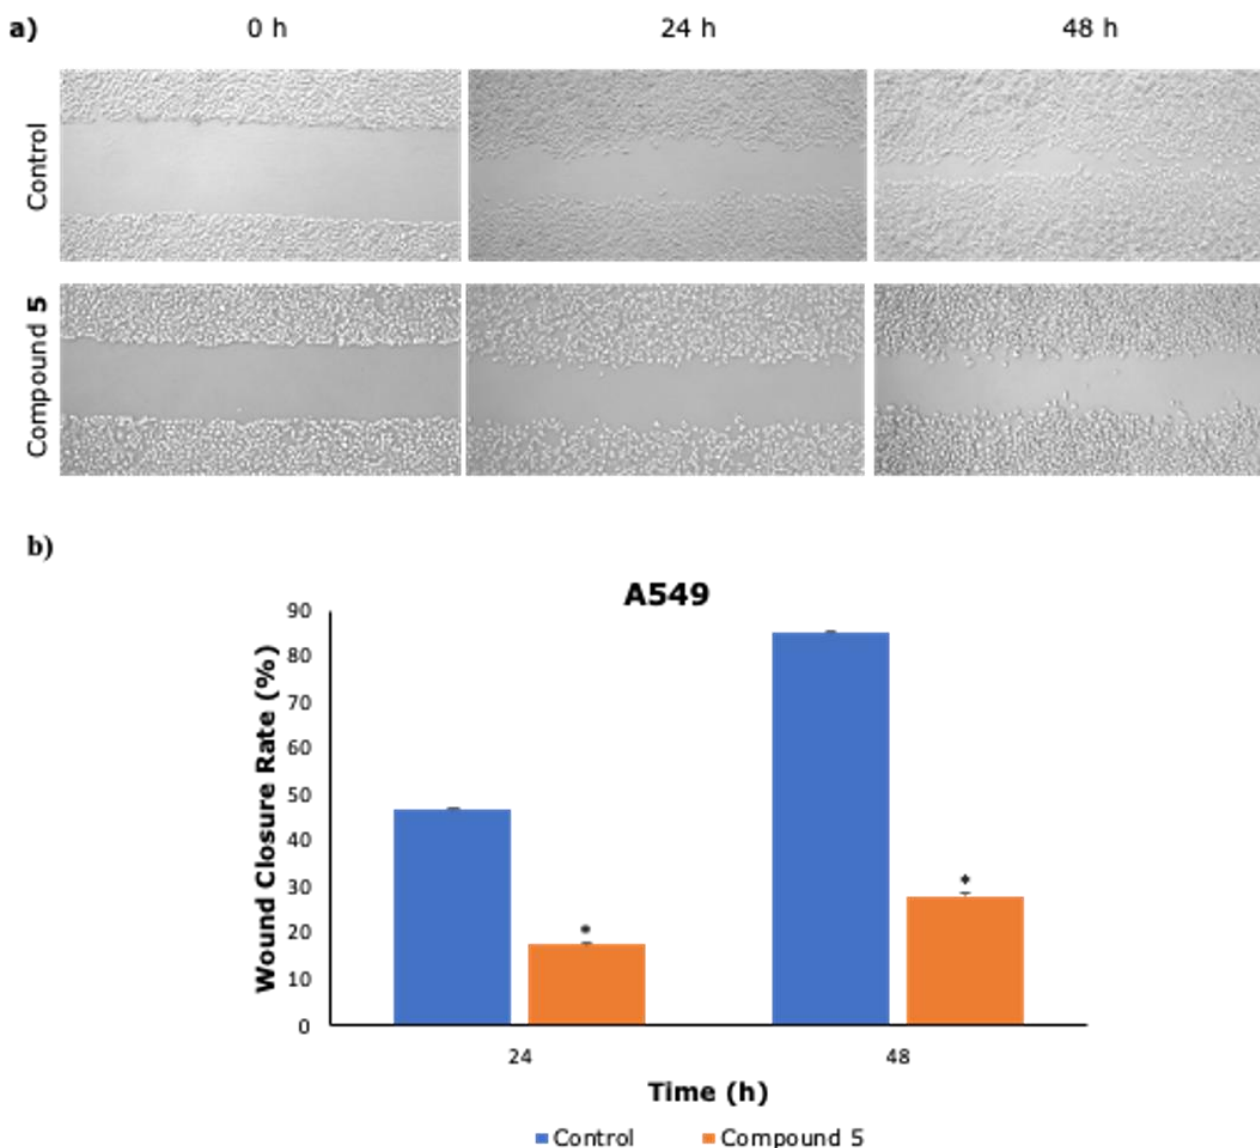 a) 0 h 24 h 48 h
Control
Compound 5
b)
A549
90
80
70
60
50
40
30
20
10
0
Wound Closure Rate (%)
* *
24 48
Time (h)
Control Compound 5